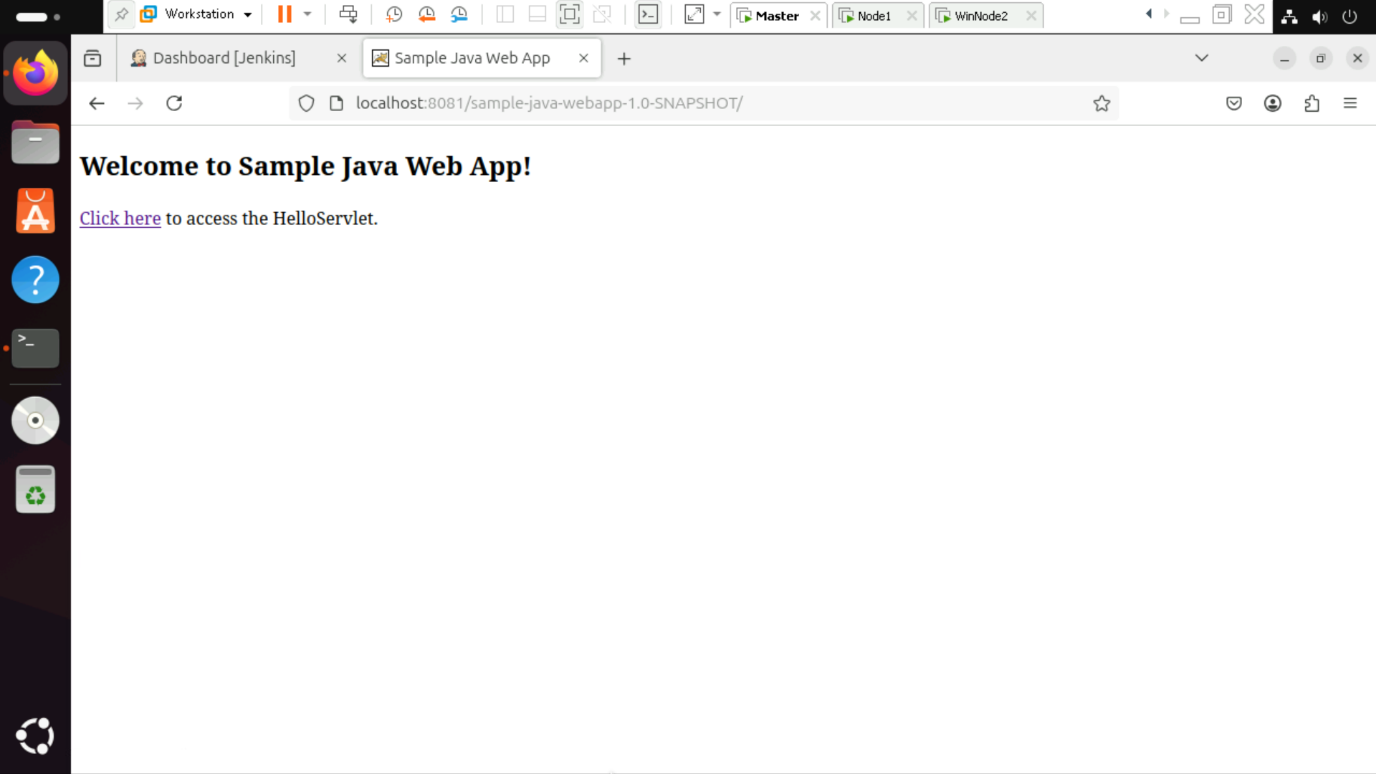 Workstation
Master
Node1
WinNode2
Dashboard [Jenkins]
Sample Java Web App
localhost:8081/sample-java-webapp-1.0-SNAPSHOT/
Welcome to Sample Java Web App!
Click here to access the HelloServlet.